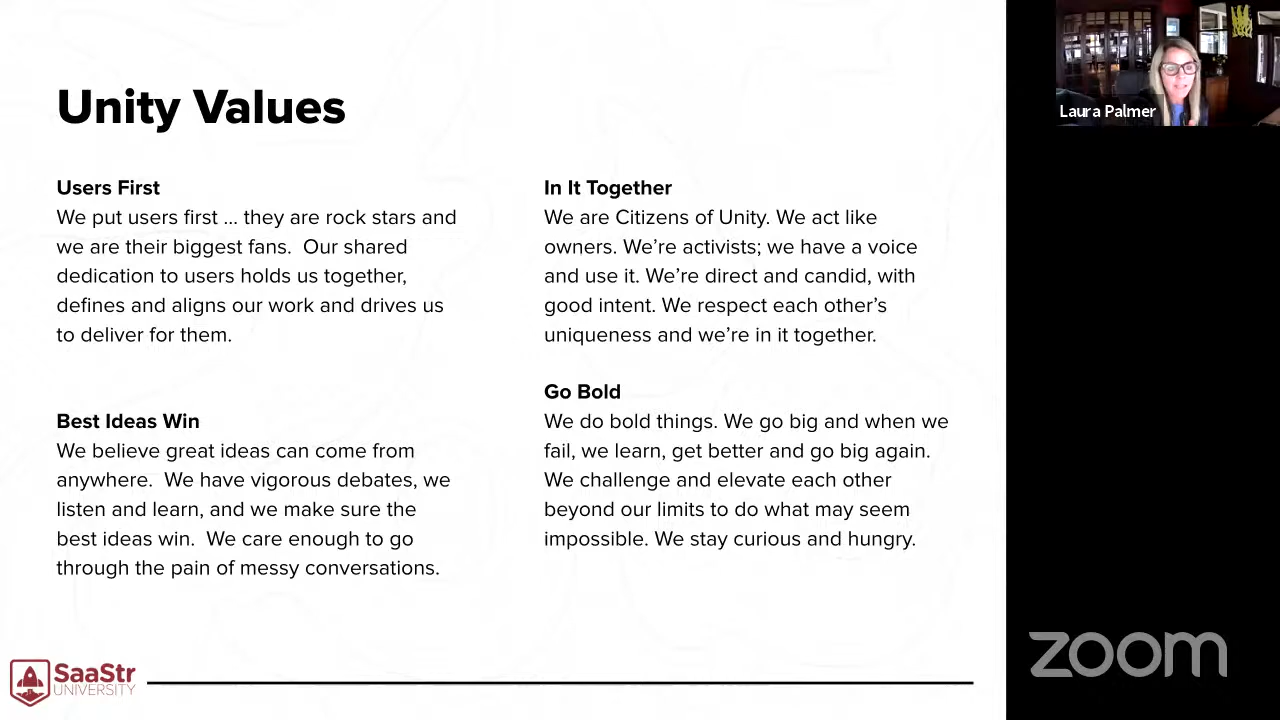 Unity Values
Users First
We put users first ... they are rock stars and
we are their biggest fans.  Our shared
dedication to users holds us together,
defines and aligns our work and drives us
to deliver for them.
Best Ideas Win
We believe great ideas can come from
anywhere.  We have vigorous debates, we
listen and learn, and we make sure the
best ideas win.  We care enough to go
through the pain of messy conversations.
In It Together
We are Citizens of Unity. We act like
owners. We’re activists; we have a voice
and use it. We’re direct and candid, with
good intent. We respect each other’s
uniqueness and we’re in it together.
Go Bold
We do bold things. We go big and when we
fail, we learn, get better and go big again.
We challenge and elevate each other
beyond our limits to do what may seem
impossible. We stay curious and hungry.
SaaStr
UNIVERSITY
Laura Palmer
zoom